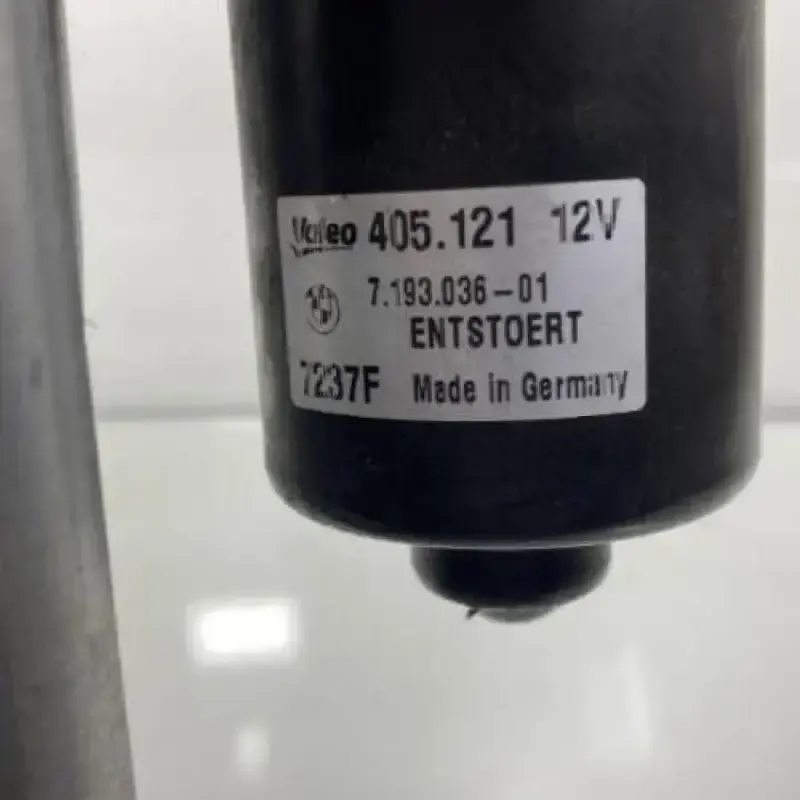 Valeo 405.121 12V
7.193.036-01
ENTSTOERT
7237F Made in Germany